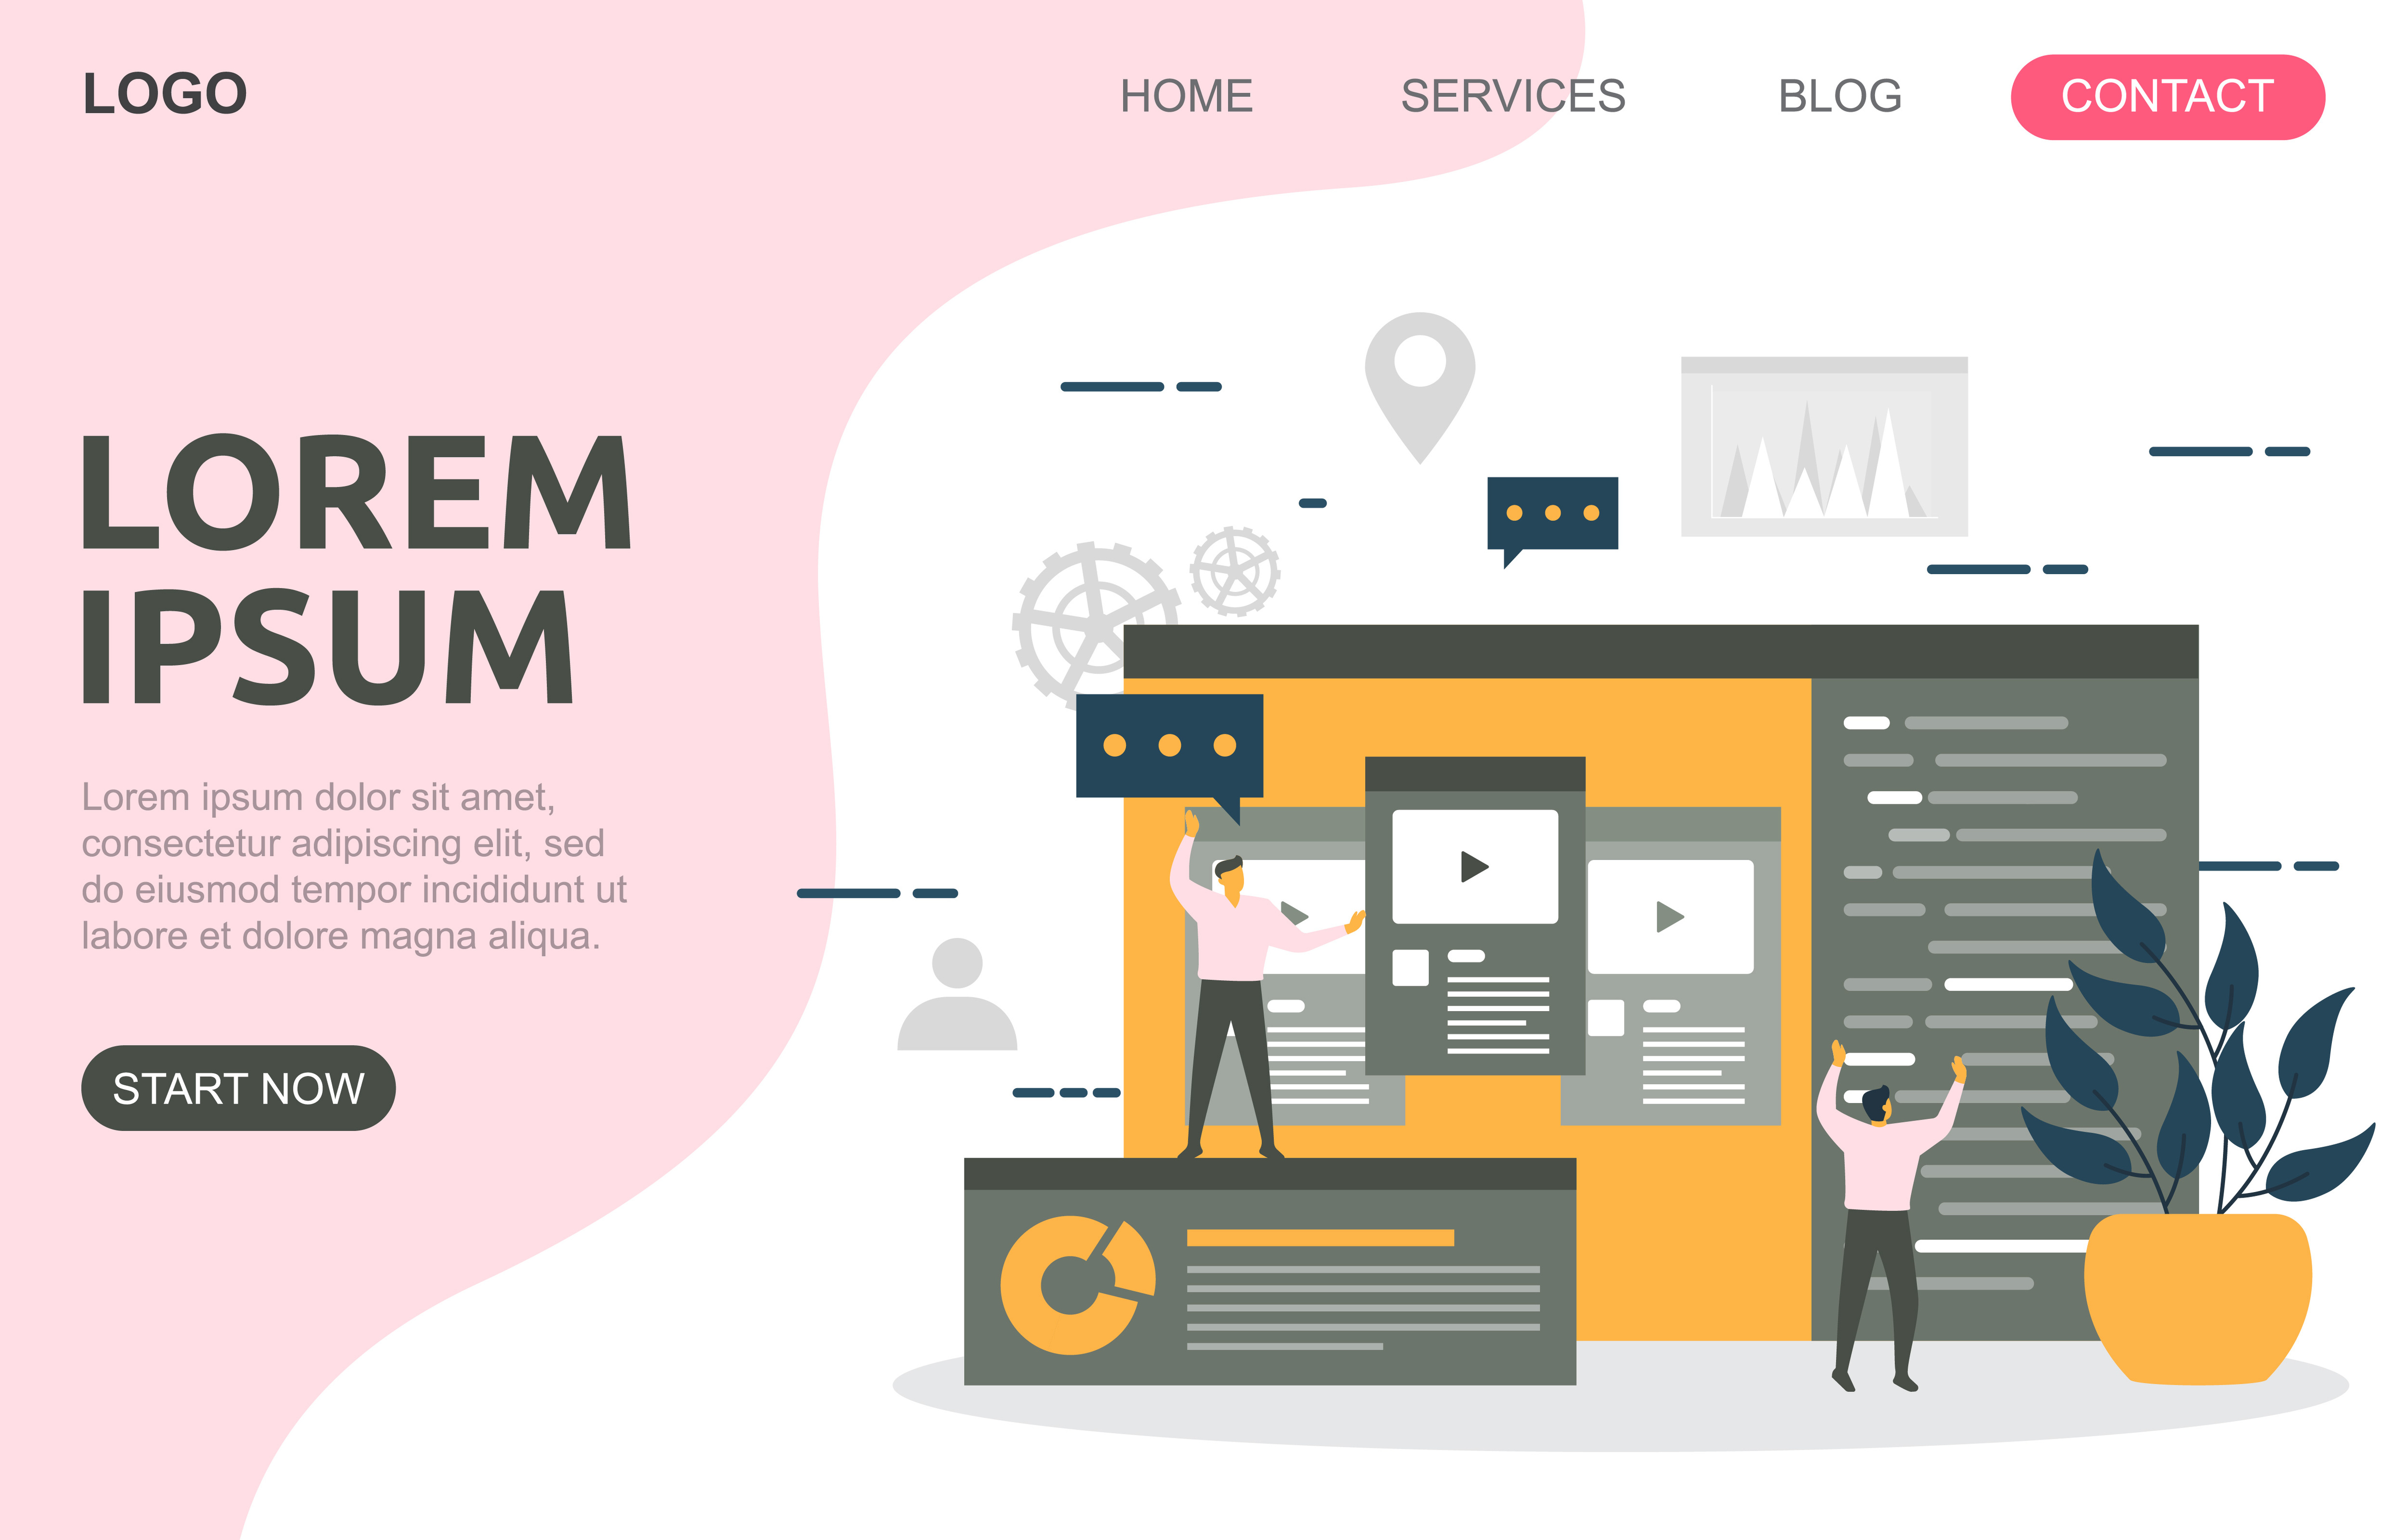 LOGO
HOME
SERVICES
BLOG
CONTACT
LOREM
IPSUM
Lorem ipsum dolor sit amet,
consectetur adipiscing elit, sed
do eiusmod tempor incididunt ut
labore et dolore magna aliqua.
START NOW